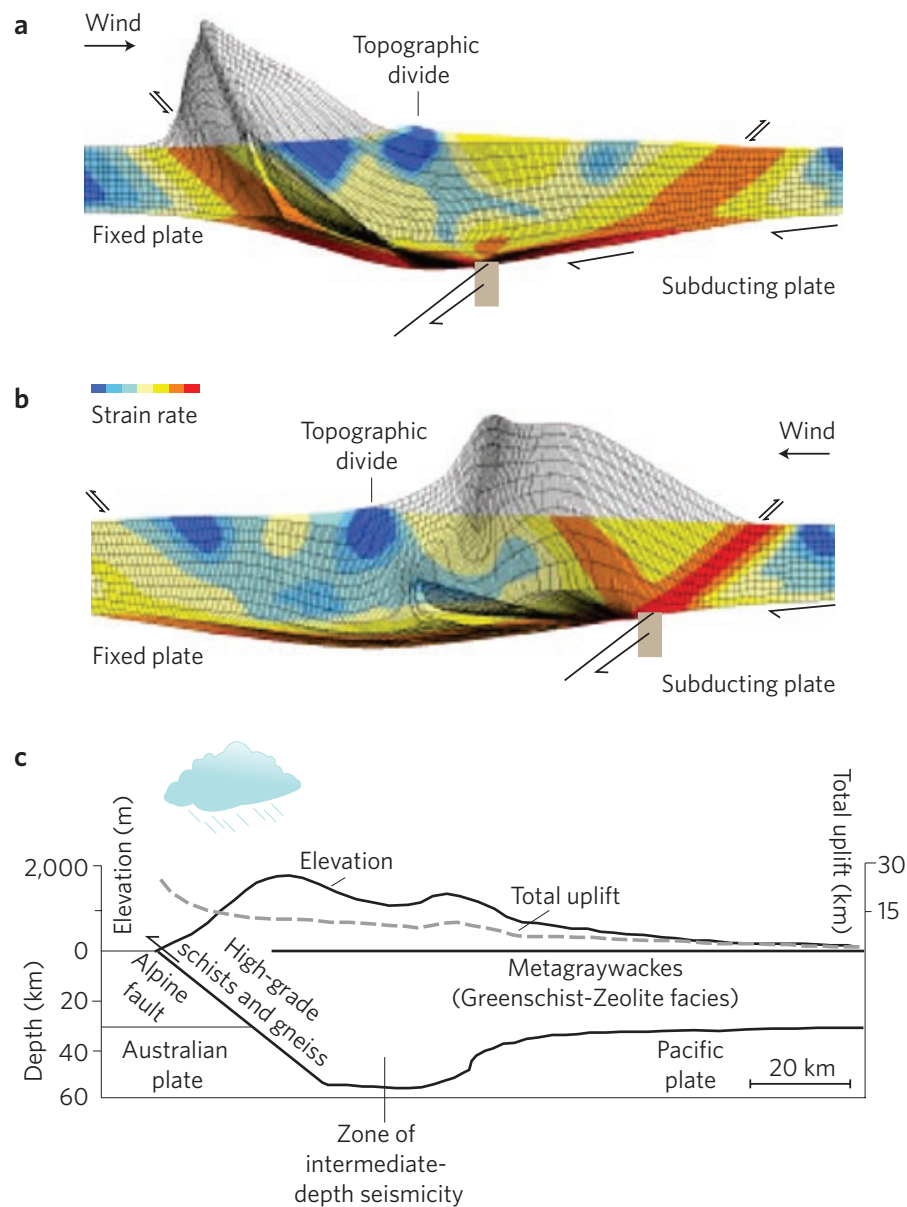 a
Wind
Topographic
divide
Fixed plate
Subducting plate
b
Strain rate
Topographic
divide
Wind
Fixed plate
Subducting plate
c
Elevation (m)
2,000
0
Elevation
Total uplift
Total uplift (km)
30
15
Alpine
fault
High-grade
schists and gneiss
Metagraywackes
(Greenschist-Zeolite facies)
Depth (km)
20
40
60
Australian
plate
Pacific
plate
20 km
Zone of
intermediate-
depth seismicity